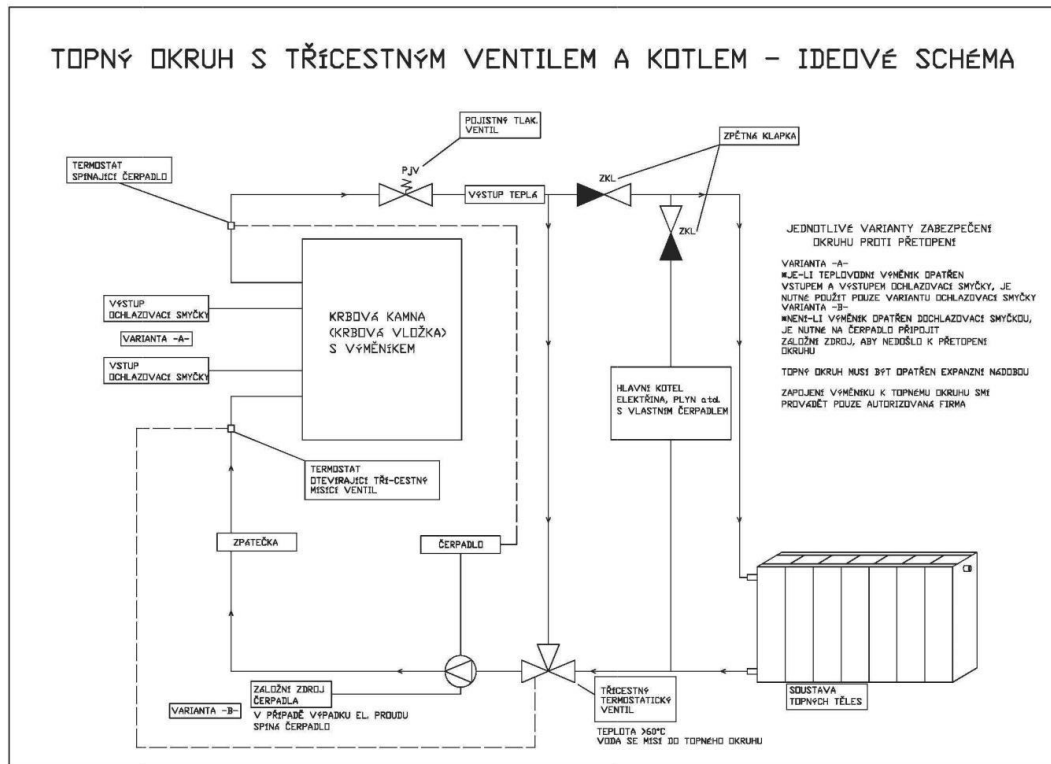 TOPNÝ OKRUH S TŘÍCESTNÝM VENTILEM A KOTLEM - IDEOVÉ SCHÉMA
POJISTNÝ TLAK.
VENTIL
ZPĚTNÁ KLAPKA
TERMOSTAT
SPÍNAJÍCÍ ČERPADLO
PJV
ZKL
VÝSTUP TEPLÁ
ZKL
JEDNOTLIVÉ VARIANTY ZABEZPEČENÍ
OKRUHU PROTI PŘETOPENÍ
VARIANTA -A-
*JE-LI TEPLOVODNÍ VÝMĚNÍK OPATŘEN
VSTUPEM A VÝSTUPEM OCHLAZOVACÍ SMYČKY, JE
NUTNÉ POUŽÍT POUZE VARIANTU OCHLAZOVACÍ SMYČKY
VARIANTA -B-
*NENÍ-LI VÝMĚNÍK OPATŘEN DOCHLAZOVACÍ SMYČKOU,
JE NUTNÉ NA ČERPADLO PŘIPOJIT
ZÁLOŽNÍ ZDROJ, ABY NEDOŠLO K PŘETOPENÍ
OKRUHU
TOPNÝ OKRUH MUSÍ BÝT OPATŘEN EXPANZNÍ NÁDOBOU
ZAPOJENÍ VÝMĚNÍKU K TOPNÉMU OKRUHU SMÍ
PROVÁDĚT POUZE AUTORIZOVANÁ FIRMA
VÝSTUP
OCHLAZOVACÍ SMYČKY
VARIANTA -A-
VSTUP
OCHLAZOVACÍ SMYČKY
KRBOVÁ KAMNA
(KRBOVÁ VLOŽKA)
S VÝMĚNÍKEM
HLAVNÍ KOTEL
ELEKTŘINA, PLYN atd.
S VLASTNÍM ČERPADLEM
TERMOSTAT
OTEVÍRAJÍCÍ TŘÍ-CESTNÝ
MÍSÍCÍ VENTIL
ZPÁTEČKA
ČERPADLO
ZÁLOŽNÍ ZDROJ
ČERPADLA
VARIANTA -B-
V PŘÍPADĚ VÝPADKU EL. PROUDU
SPÍNÁ ČERPADLO
TŘÍCESTNÝ
TERMOSTATICKÝ
VENTIL
TEPLOTA >60°C
VODA SE MÍSÍ DO TOPNÉHO OKRUHU
SOUSTAVA
TOPNÝCH TĚLES